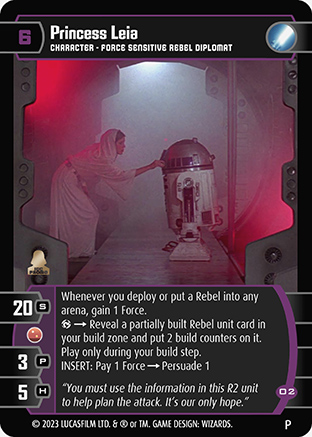 6 Princess Leia
CHARACTER - FORCE SENSITIVE REBEL DIPLOMAT
20 S
3 P
5 H
Whenever you deploy or put a Rebel into any
arena, gain 1 Force.
→ Reveal a partially built Rebel unit card in
your build zone and put 2 build counters on it.
Play only during your build step.
INSERT: Pay 1 Force → Persuade 1
“You must use the information in this R2 unit
to help plan the attack. It’s our only hope.”
02
© 2023 LUCASFILM LTD. & ® OR TM. GAME DESIGN: WIZARDS.
P